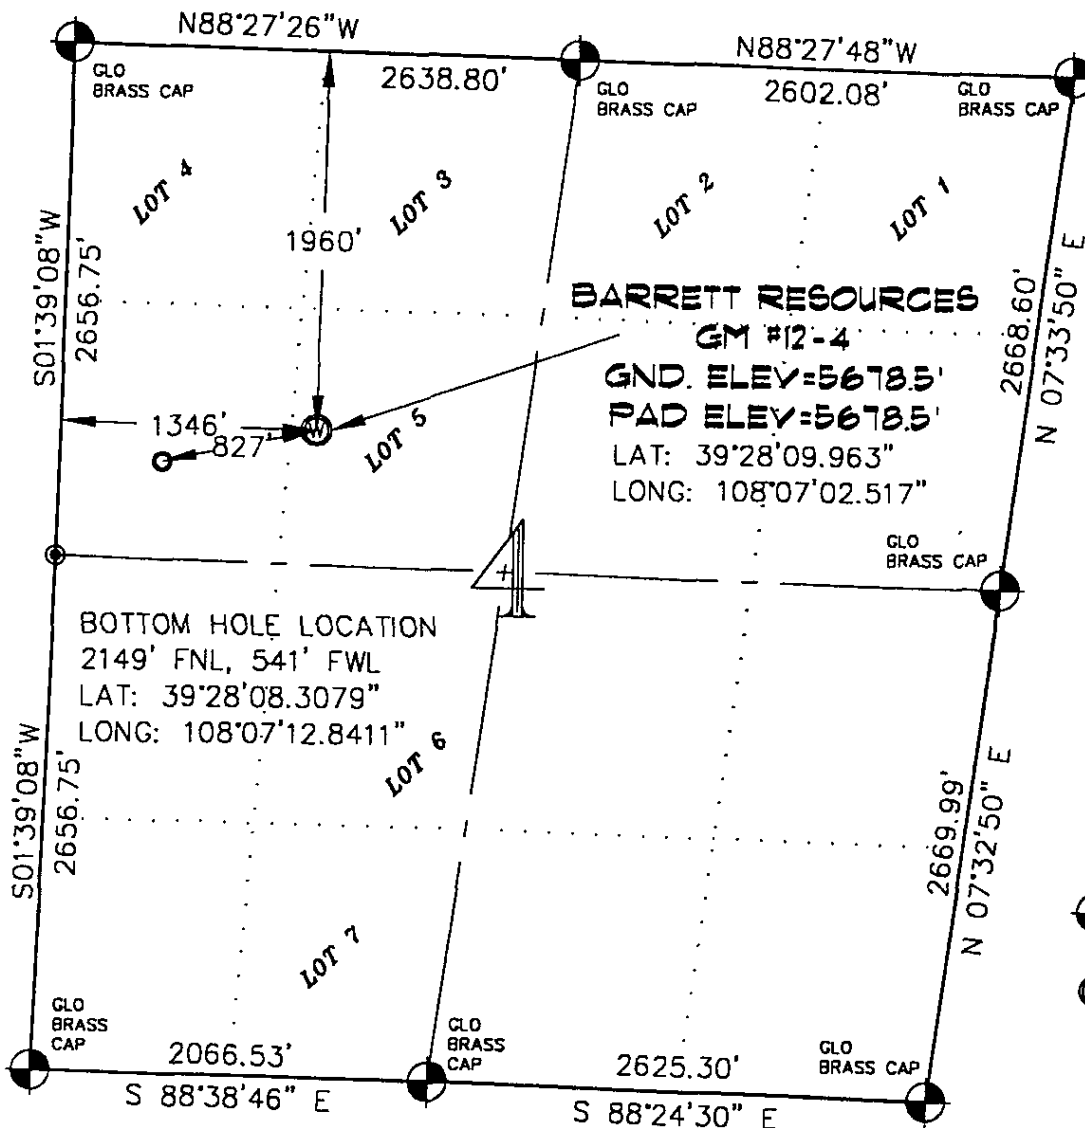 N88°27'26"W
N88°27'48"W
GLO
BRASS CAP
2638.80'
GLO
BRASS CAP
2602.08'
GLO
BRASS CAP
LOT 4
LOT 3
LOT 2
LOT 1
S01°39'08"W
2656.75'
1960'
2668.60'
N 07°33'50" E
BARRETT RESOURCES
GM #12-4
GND. ELEV=5678.5'
PAD ELEV=5678.5'
LAT: 39°28'09.963"
LONG: 108°07'02.517"
1346'
W
827'
LOT 5
GLO
BRASS CAP
4
BOTTOM HOLE LOCATION
2149' FNL, 541' FWL
LAT: 39°28'08.3079"
LONG: 108°07'12.8411"
LOT 6
S01°39'08"W
2656.75'
2669.99'
N 07°32'50" E
LOT 7
GLO
BRASS
CAP
2066.53'
S 88°38'46" E
GLO
BRASS
CAP
2625.30'
S 88°24'30" E
GLO
BRASS CAP